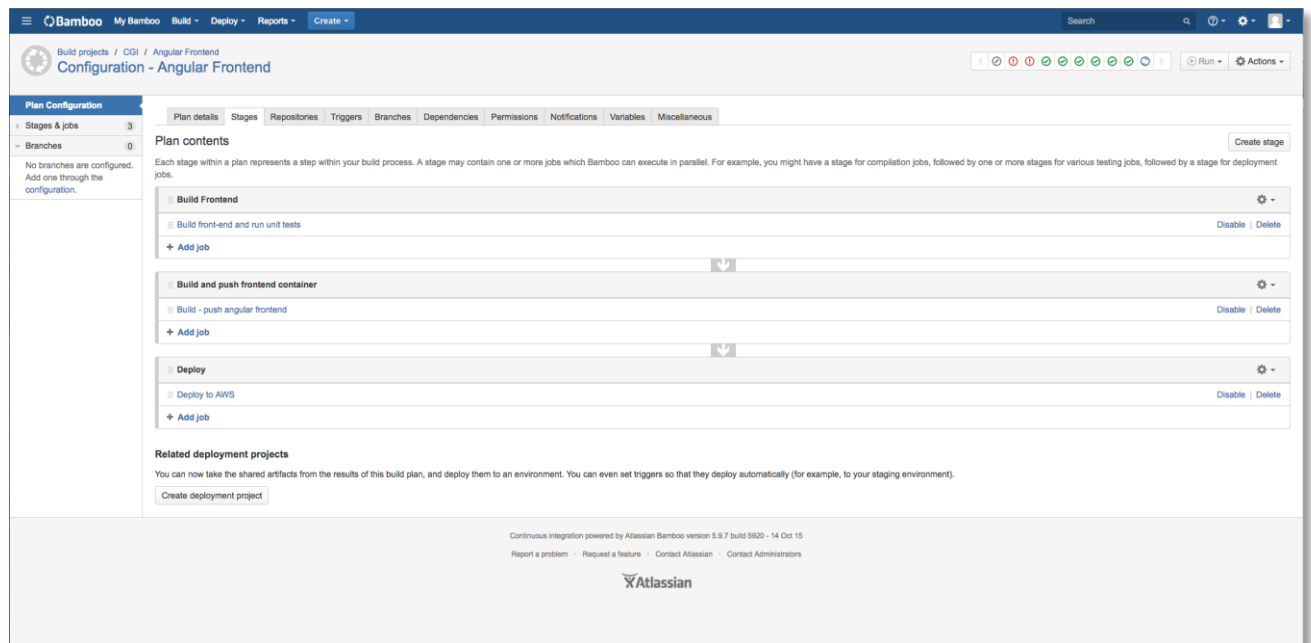 Bamboo My Bamboo Build Deploy Reports Create Search
Build projects / CGI / Angular Frontend
Configuration - Angular Frontend
Run Actions
Plan Configuration
Stages & jobs 3
Branches 0
No branches are configured.
Add one through the
configuration.
Plan details Stages Repositories Triggers Branches Dependencies Permissions Notifications Variables Miscellaneous
Plan contents
Create stage
Each stage within a plan represents a step within your build process. A stage may contain one or more jobs which Bamboo can execute in parallel. For example, you might have a stage for compilation jobs, followed by one or more stages for various testing jobs, followed by a stage for deployment
jobs.
Build Frontend
Build front-end and run unit tests Disable | Delete
+ Add job
Build and push frontend container
Build - push angular frontend Disable | Delete
+ Add job
Deploy
Deploy to AWS Disable | Delete
+ Add job
Related deployment projects
You can now take the shared artifacts from the results of this build plan, and deploy them to an environment. You can even set triggers so that they deploy automatically (for example, to your staging environment).
Create deployment project
Continuous integration powered by Atlassian Bamboo version 5.9.7 build 5920 - 14 Oct 15
Report a problem · Request a feature · Contact Atlassian · Contact Administrators
Atlassian